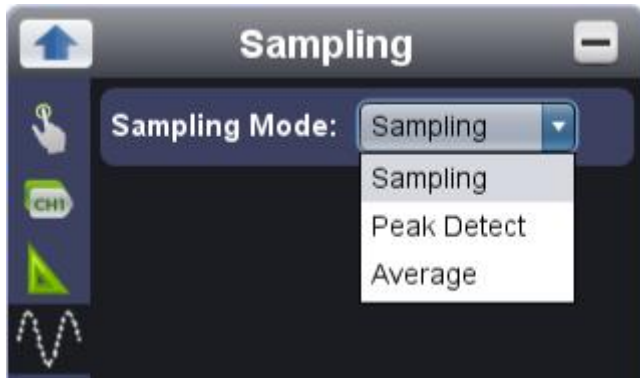 Sampling
Sampling Mode: Sampling
Sampling
CH1
Peak Detect
Average